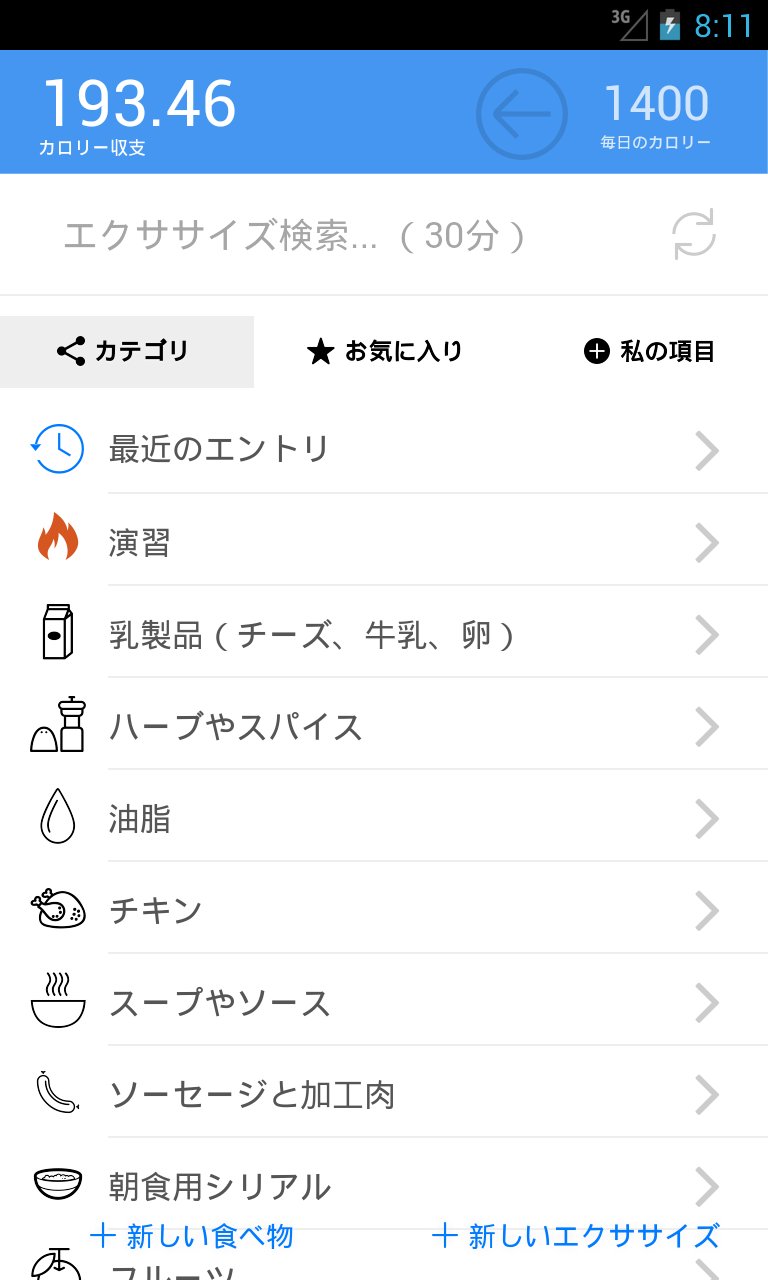 3G 8:11
193.46
カロリー収支
1400
毎日のカロリー
エクササイズ検索... （30分）
カテゴリ
お気に入り
私の項目
最近のエントリ
演習
乳製品（チーズ、牛乳、卵）
ハーブやスパイス
油脂
チキン
スープやソース
ソーセージと加工肉
朝食用シリアル
新しい食べ物
新しいエクササイズ
フルーツ